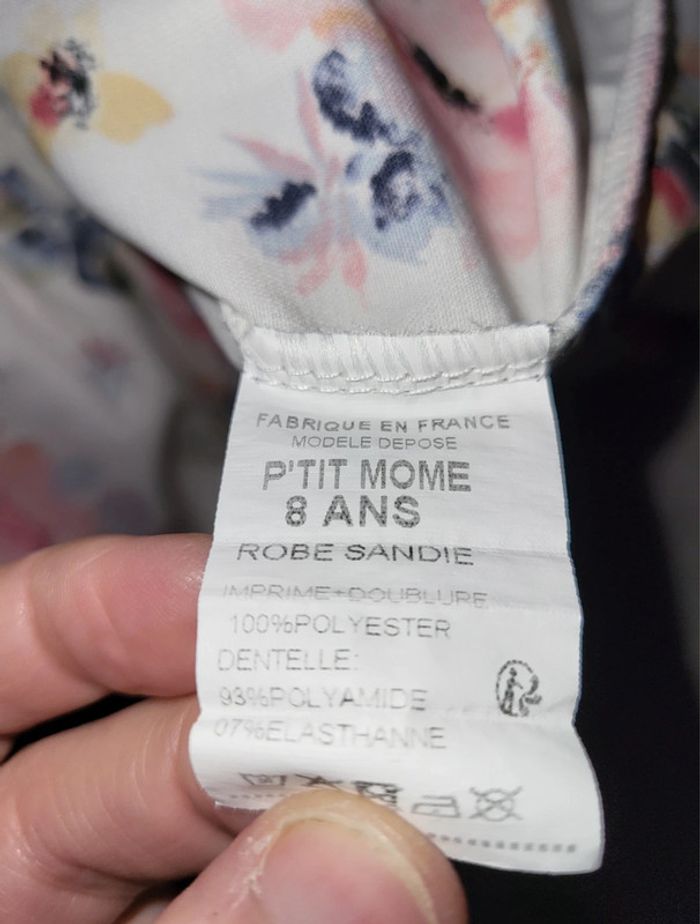 FABRIQUE EN FRANCE
MODELE DEPOSE
P'TIT MOME
8 ANS
ROBE SANDIE
IMPRIME+DOUBLURE
100%POLYESTER
DENTELLE:
93%POLYAMIDE
07%ELASTHANNE